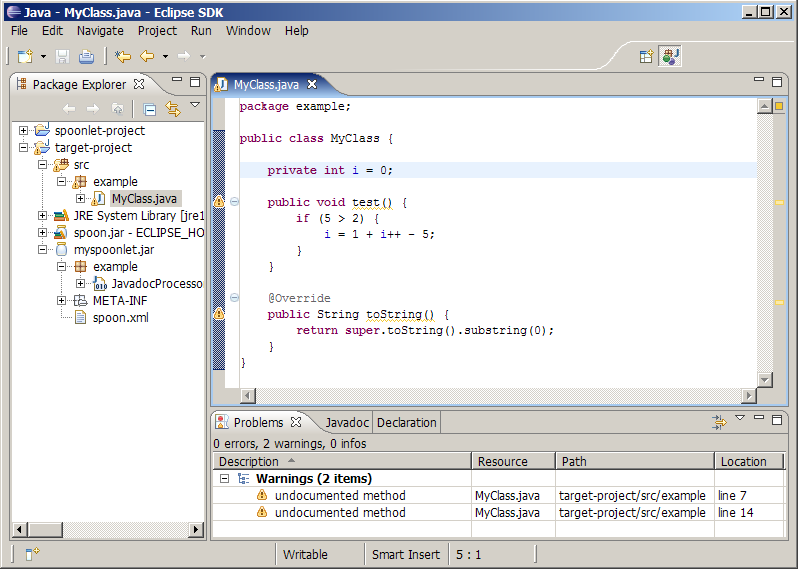 Java - MyClass.java - Eclipse SDK
File Edit Navigate Project Run Window Help
Package Explorer
spoonlet-project
target-project
src
example
MyClass.java
JRE System Library [jre1
spoon.jar - ECLIPSE_HO
myspoonlet.jar
example
JavadocProcesso
META-INF
spoon.xml
MyClass.java
package example;
public class MyClass {
private int i = 0;
public void test() {
if (5 > 2) {
i = 1 + i++ - 5;
}
}
@Override
public String toString() {
return super.toString().substring(0);
}
}
Problems Javadoc Declaration
0 errors, 2 warnings, 0 infos
Description Resource Path Location
Warnings (2 items)
undocumented method MyClass.java target-project/src/example line 7
undocumented method MyClass.java target-project/src/example line 14
Writable Smart Insert 5 : 1